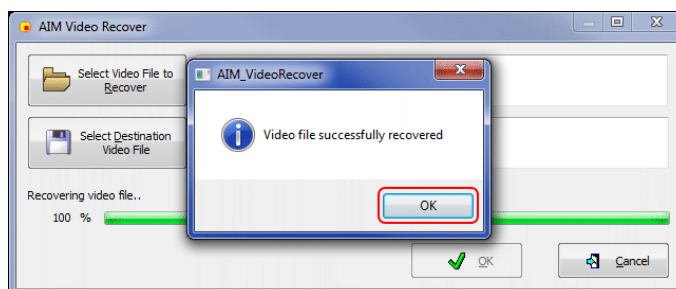 AIM Video Recover
Select Video File to
Recover
AIM_VideoRecover
Video file successfully recovered
Select Destination
Video File
Recovering video file..
100 %
OK
OK
Cancel